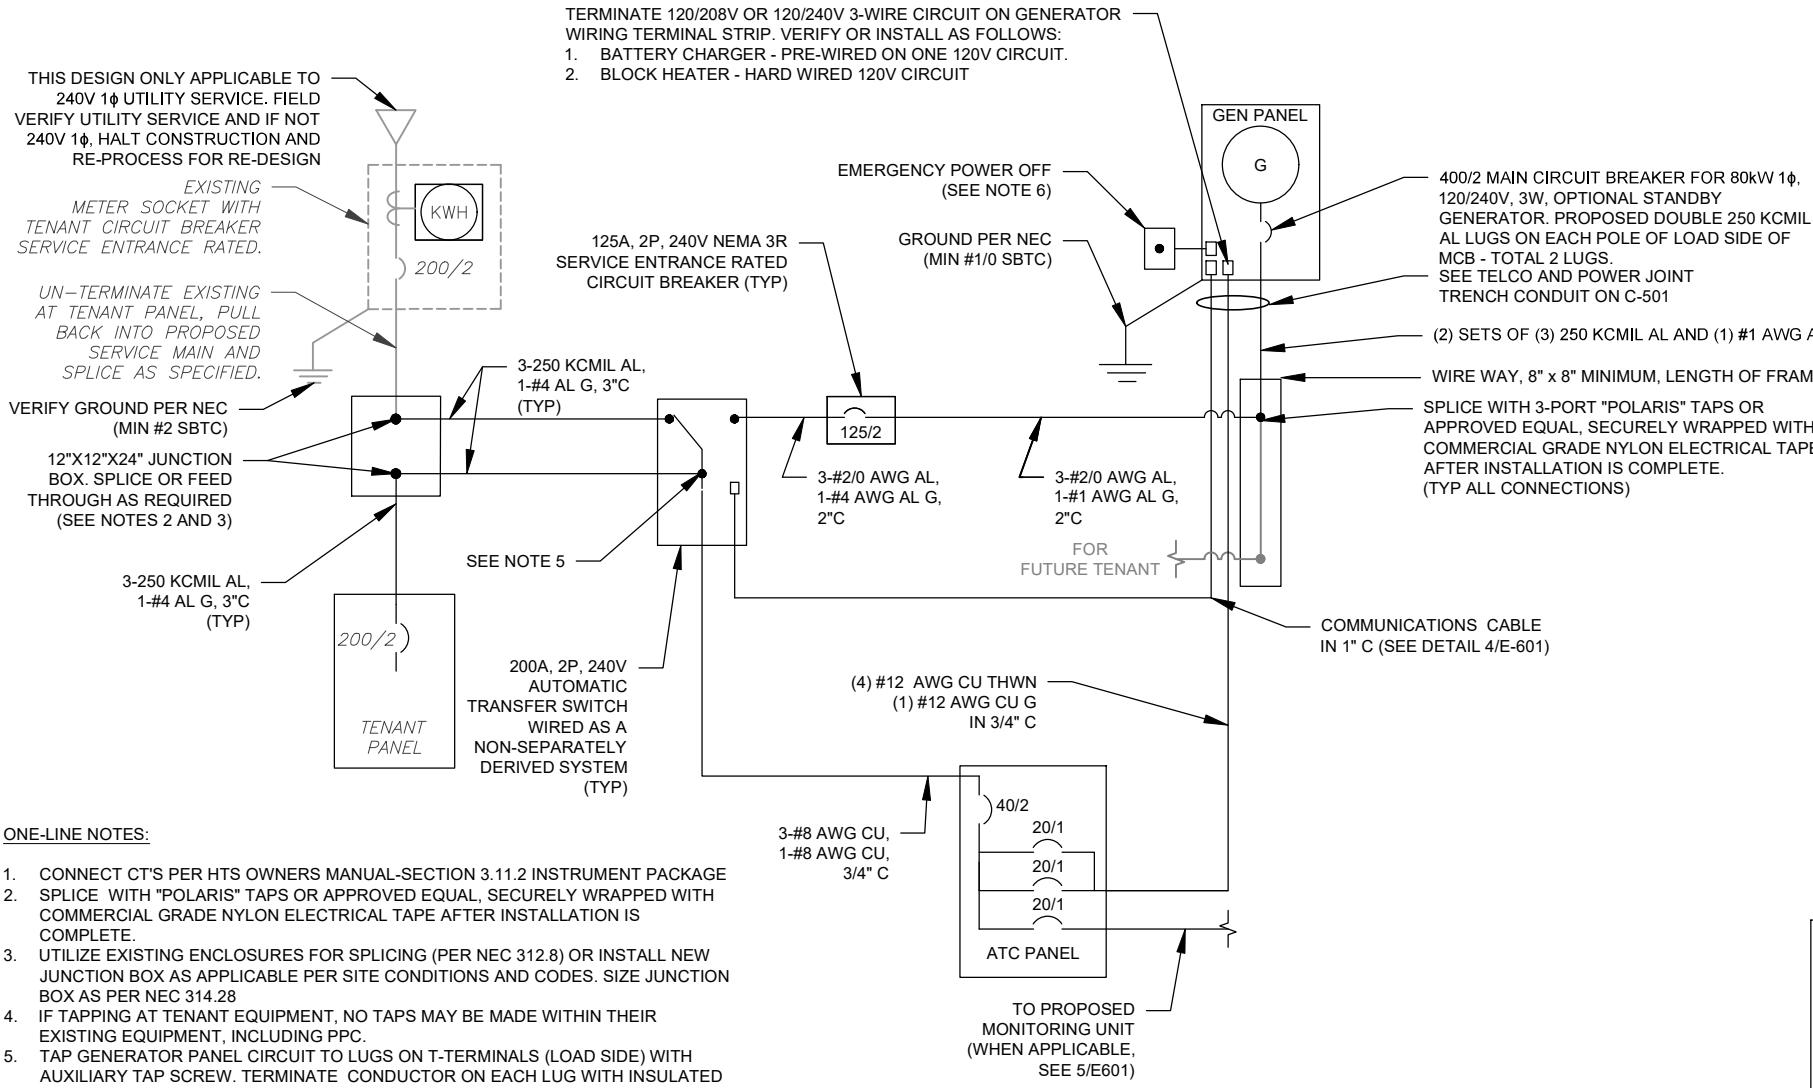 TERMINATE 120/208V OR 120/240V 3-WIRE CIRCUIT ON GENERATOR
WIRING TERMINAL STRIP. VERIFY OR INSTALL AS FOLLOWS:
1. BATTERY CHARGER - PRE-WIRED ON ONE 120V CIRCUIT.
2. BLOCK HEATER - HARD WIRED 120V CIRCUIT
THIS DESIGN ONLY APPLICABLE TO
240V 1ϕ UTILITY SERVICE. FIELD
VERIFY UTILITY SERVICE AND IF NOT
240V 1ϕ, HALT CONSTRUCTION AND
RE-PROCESS FOR RE-DESIGN
EXISTING
METER SOCKET WITH
TENANT CIRCUIT BREAKER
SERVICE ENTRANCE RATED.
KWH
200/2
UN-TERMINATE EXISTING
AT TENANT PANEL, PULL
BACK INTO PROPOSED
SERVICE MAIN AND
SPLICE AS SPECIFIED.
VERIFY GROUND PER NEC
(MIN #2 SBTC)
12"X12"X24" JUNCTION
BOX. SPLICE OR FEED
THROUGH AS REQUIRED
(SEE NOTES 2 AND 3)
3-250 KCMIL AL,
1-#4 AL G, 3"C
(TYP)
3-250 KCMIL AL,
1-#4 AL G, 3"C
(TYP)
200/2
TENANT
PANEL
SEE NOTE 5
200A, 2P, 240V
AUTOMATIC
TRANSFER SWITCH
WIRED AS A
NON-SEPARATELY
DERIVED SYSTEM
(TYP)
125A, 2P, 240V NEMA 3R
SERVICE ENTRANCE RATED
CIRCUIT BREAKER (TYP)
125/2
3-#2/0 AWG AL,
1-#4 AWG AL G,
2"C
3-#2/0 AWG AL,
1-#1 AWG AL G,
2"C
EMERGENCY POWER OFF
(SEE NOTE 6)
GROUND PER NEC
(MIN #1/0 SBTC)
GEN PANEL
G
400/2 MAIN CIRCUIT BREAKER FOR 80kW 1ϕ,
120/240V, 3W, OPTIONAL STANDBY
GENERATOR. PROPOSED DOUBLE 250 KCMIL
AL LUGS ON EACH POLE OF LOAD SIDE OF
MCB - TOTAL 2 LUGS.
SEE TELCO AND POWER JOINT
TRENCH CONDUIT ON C-501
(2) SETS OF (3) 250 KCMIL AL AND (1) #1 AWG A
WIRE WAY, 8" x 8" MINIMUM, LENGTH OF FRAM
SPLICE WITH 3-PORT "POLARIS" TAPS OR
APPROVED EQUAL, SECURELY WRAPPED WITH
COMMERCIAL GRADE NYLON ELECTRICAL TAPE
AFTER INSTALLATION IS COMPLETE.
(TYP ALL CONNECTIONS)
FOR
FUTURE TENANT
COMMUNICATIONS CABLE
IN 1" C (SEE DETAIL 4/E-601)
(4) #12 AWG CU THWN
(1) #12 AWG CU G
IN 3/4" C
3-#8 AWG CU,
1-#8 AWG CU,
3/4" C
40/2
20/1
20/1
20/1
ATC PANEL
TO PROPOSED
MONITORING UNIT
(WHEN APPLICABLE,
SEE 5/E601)
ONE-LINE NOTES:
1. CONNECT CT'S PER HTS OWNERS MANUAL-SECTION 3.11.2 INSTRUMENT PACKAGE
2. SPLICE WITH "POLARIS" TAPS OR APPROVED EQUAL, SECURELY WRAPPED WITH
COMMERCIAL GRADE NYLON ELECTRICAL TAPE AFTER INSTALLATION IS
COMPLETE.
3. UTILIZE EXISTING ENCLOSURES FOR SPLICING (PER NEC 312.8) OR INSTALL NEW
JUNCTION BOX AS APPLICABLE PER SITE CONDITIONS AND CODES. SIZE JUNCTION
BOX AS PER NEC 314.28
4. IF TAPPING AT TENANT EQUIPMENT, NO TAPS MAY BE MADE WITHIN THEIR
EXISTING EQUIPMENT, INCLUDING PPC.
5. TAP GENERATOR PANEL CIRCUIT TO LUGS ON T-TERMINALS (LOAD SIDE) WITH
AUXILIARY TAP SCREW. TERMINATE CONDUCTOR ON EACH LUG WITH INSULATED